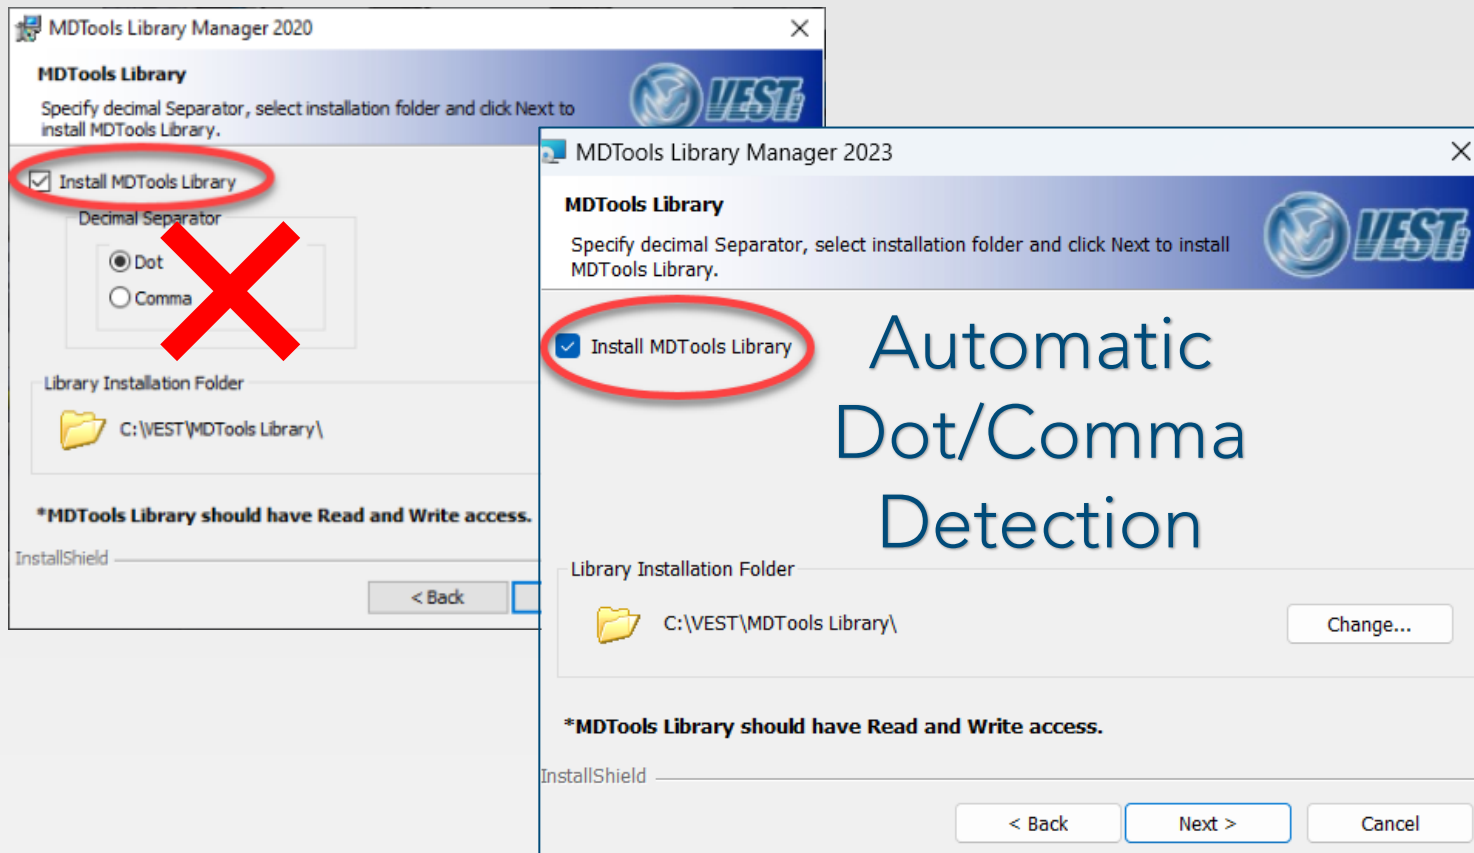 MDTools Library Manager 2020
MDTools Library
Specify decimal Separator, select installation folder and click Next to
install MDTools Library.
VEST
Install MDTools Library
Decimal Separator
Dot
Comma
Library Installation Folder
C:\VEST\MDTools Library\
*MDTools Library should have Read and Write access.
InstallShield
< Back
MDTools Library Manager 2023
MDTools Library
Specify decimal Separator, select installation folder and click Next to install
MDTools Library.
VEST
Install MDTools Library
Automatic
Dot/Comma
Detection
Library Installation Folder
C:\VEST\MDTools Library\
Change...
*MDTools Library should have Read and Write access.
InstallShield
< Back
Next >
Cancel